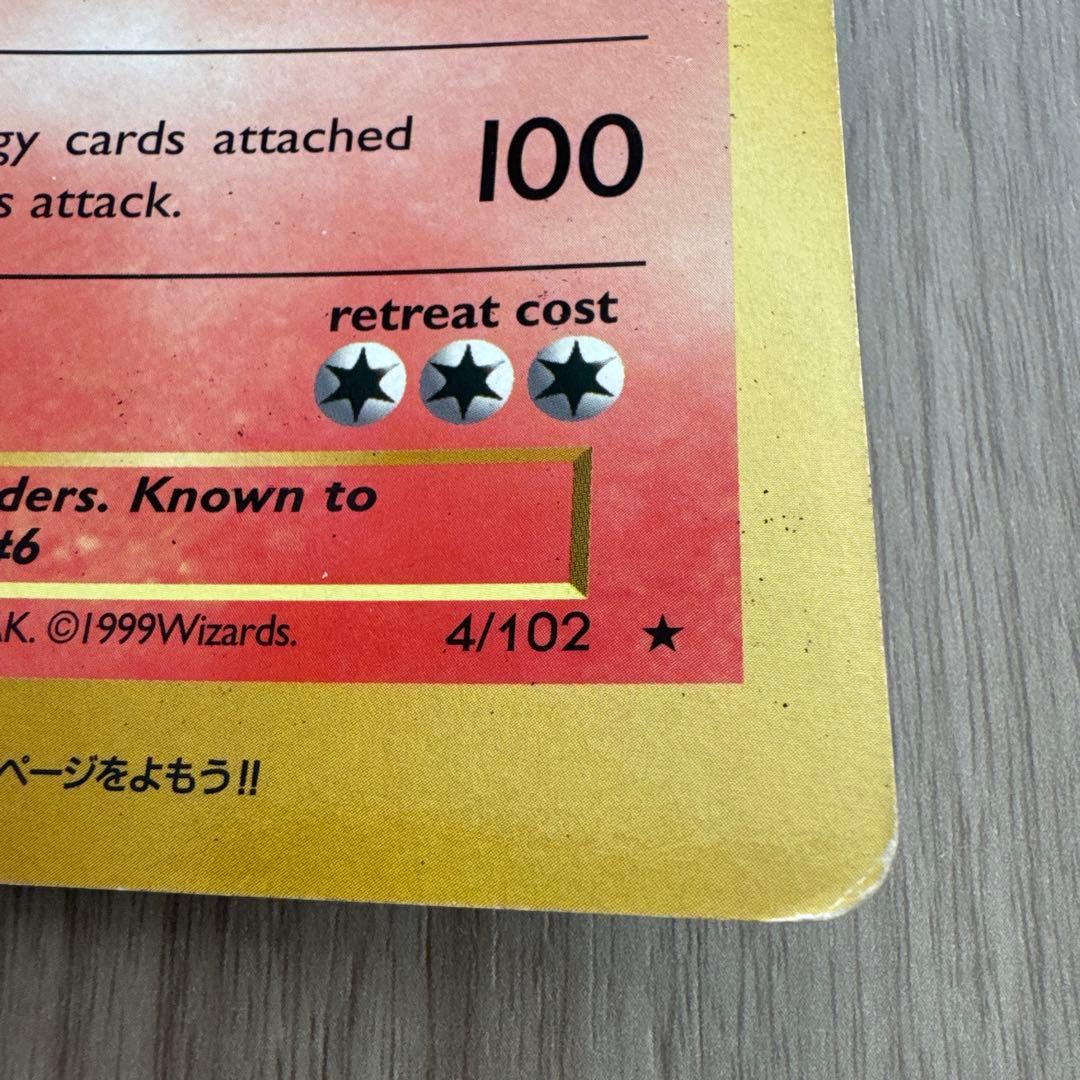 gy cards attached
s attack.
100
retreat cost
ders. Known to
#6
AK. ©1999Wizards.
4/102 ★
ページをよもう!!